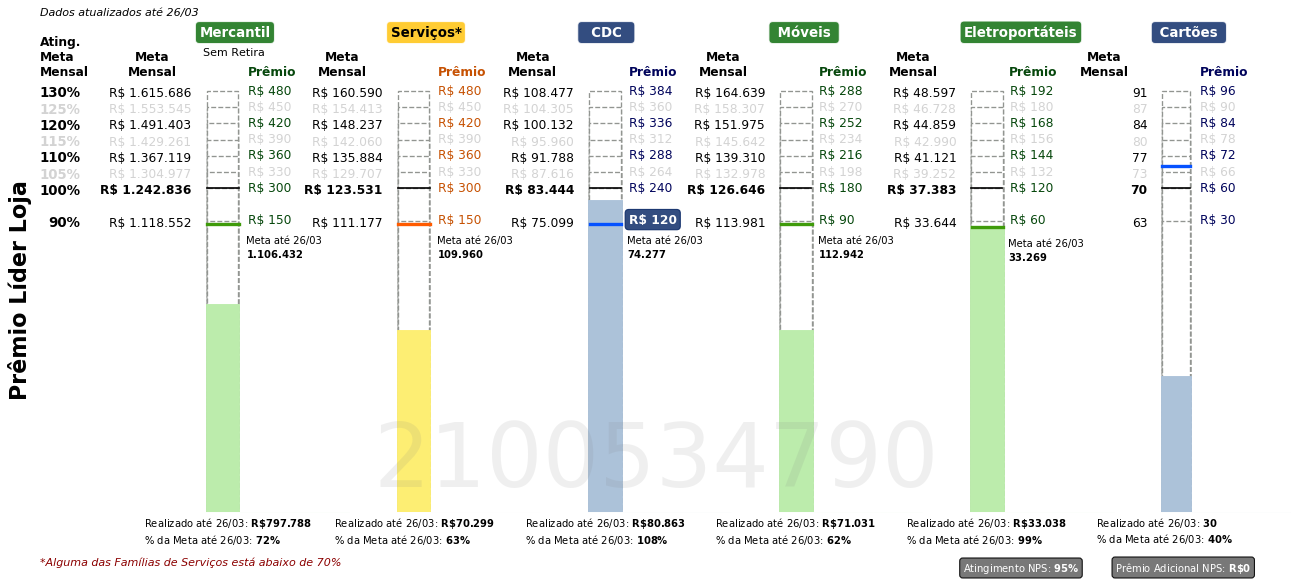 Dados atualizados até 26/03
Mercantil Serviços* CDC Móveis Eletroportáteis Cartões
Sem Retira
Ating. Meta Mensal
Meta Mensal Prêmio Meta Mensal Prêmio Meta Mensal Prêmio Meta Mensal Prêmio Meta Mensal Prêmio Meta Mensal Prêmio
130% R$ 1.615.686 R$ 480 R$ 160.590 R$ 480 R$ 108.477 R$ 384 R$ 164.639 R$ 288 R$ 48.597 R$ 192 91 R$ 96
125% R$ 1.553.545 R$ 450 R$ 154.413 R$ 450 R$ 104.305 R$ 360 R$ 158.307 R$ 270 R$ 46.728 R$ 180 87 R$ 90
120% R$ 1.491.403 R$ 420 R$ 148.237 R$ 420 R$ 100.132 R$ 336 R$ 151.975 R$ 252 R$ 44.859 R$ 168 84 R$ 84
115% R$ 1.429.261 R$ 390 R$ 142.060 R$ 390 R$ 95.960 R$ 312 R$ 145.642 R$ 234 R$ 42.990 R$ 156 80 R$ 78
110% R$ 1.367.119 R$ 360 R$ 135.884 R$ 360 R$ 91.788 R$ 288 R$ 139.310 R$ 216 R$ 41.121 R$ 144 77 R$ 72
105% R$ 1.304.977 R$ 330 R$ 129.707 R$ 330 R$ 87.616 R$ 264 R$ 132.978 R$ 198 R$ 39.252 R$ 132 73 R$ 66
100% R$ 1.242.836 R$ 300 R$ 123.531 R$ 300 R$ 83.444 R$ 240 R$ 126.646 R$ 180 R$ 37.383 R$ 120 70 R$ 60
90% R$ 1.118.552 R$ 150 R$ 111.177 R$ 150 R$ 75.099 R$ 120 R$ 113.981 R$ 90 R$ 33.644 R$ 60 63 R$ 30
Meta até 26/03 Meta até 26/03 Meta até 26/03 Meta até 26/03 Meta até 26/03
1.106.432 109.960 74.277 112.942 33.269
Prêmio Líder Loja
2100534790
Realizado até 26/03: R$797.788 Realizado até 26/03: R$70.299 Realizado até 26/03: R$80.863 Realizado até 26/03: R$71.031 Realizado até 26/03: R$33.038 Realizado até 26/03: 30
% da Meta até 26/03: 72% % da Meta até 26/03: 63% % da Meta até 26/03: 108% % da Meta até 26/03: 62% % da Meta até 26/03: 99% % da Meta até 26/03: 40%
*Alguma das Famílias de Serviços está abaixo de 70%
Atingimento NPS: 95% Prêmio Adicional NPS: R$0